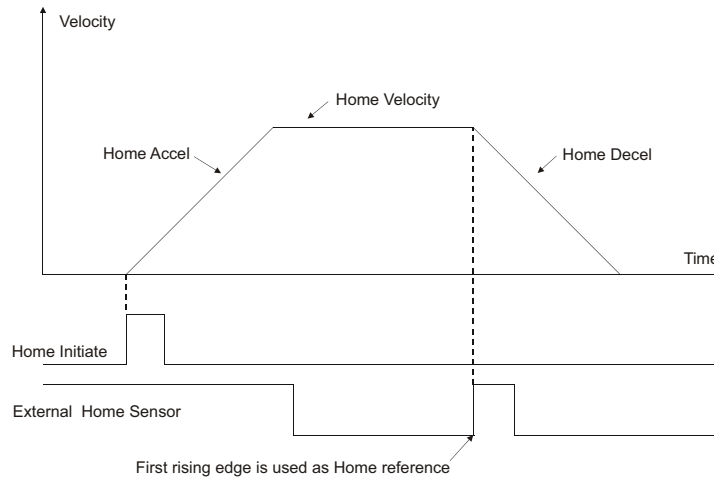 Velocity
Home Velocity
Home Accel
Home Decel
Time
Home Initiate
External Home Sensor
First rising edge is used as Home reference